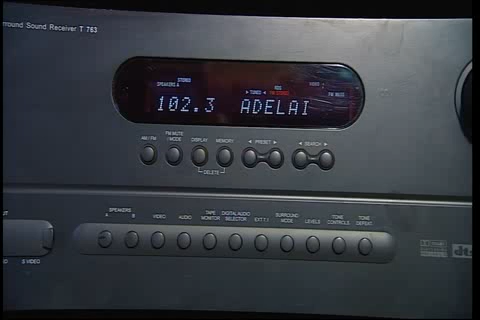 rround Sound Receiver T 763
STEREO
SPEAKERS A
RDS
VIDEO
TUNED FM STEREO
FM MUTE
102.3 ADELAI
AM / FM
FM MUTE / MODE
DISPLAY
MEMORY
PRESET
SEARCH
DELETE
UT
SPEAKERS
A
B
VIDEO
AUDIO
TAPE MONITOR
DIGITAL AUDIO SELECTOR
EXT 7.1
SURROUND MODE
LEVELS
TONE CONTROLS
TONE DEFEAT
S VIDEO
dts